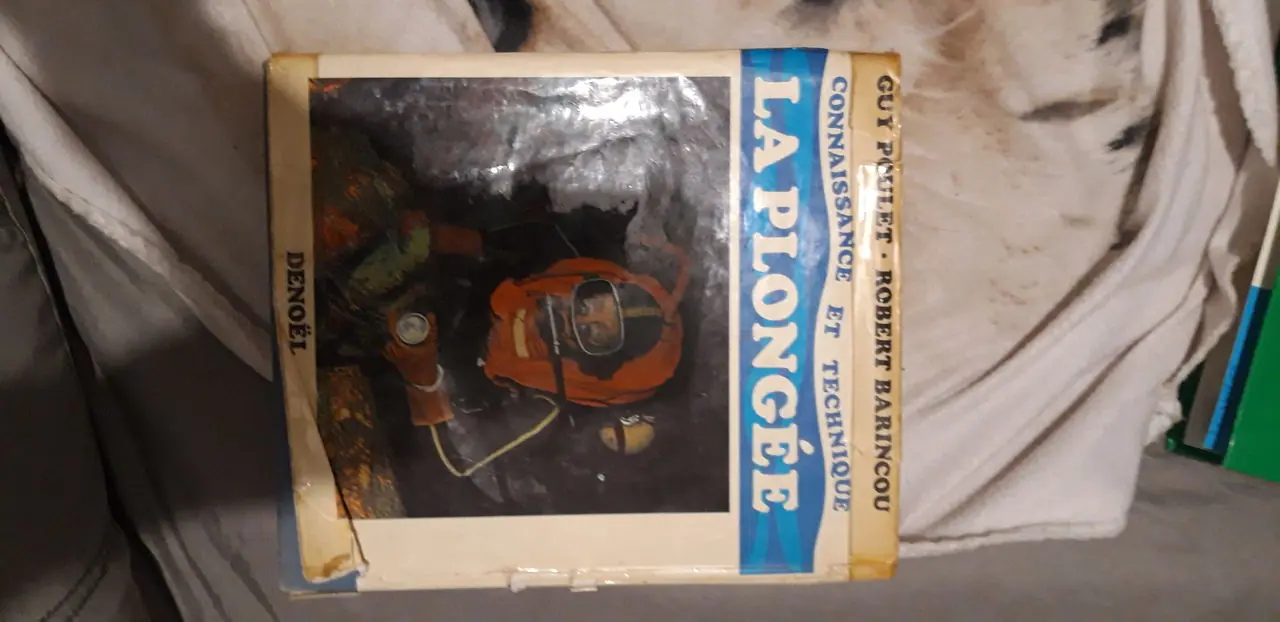 GUY POULET • ROBERT BARINCOU
CONNAISSANCE ET TECHNIQUE
LA PLONGÉE
DENOËL